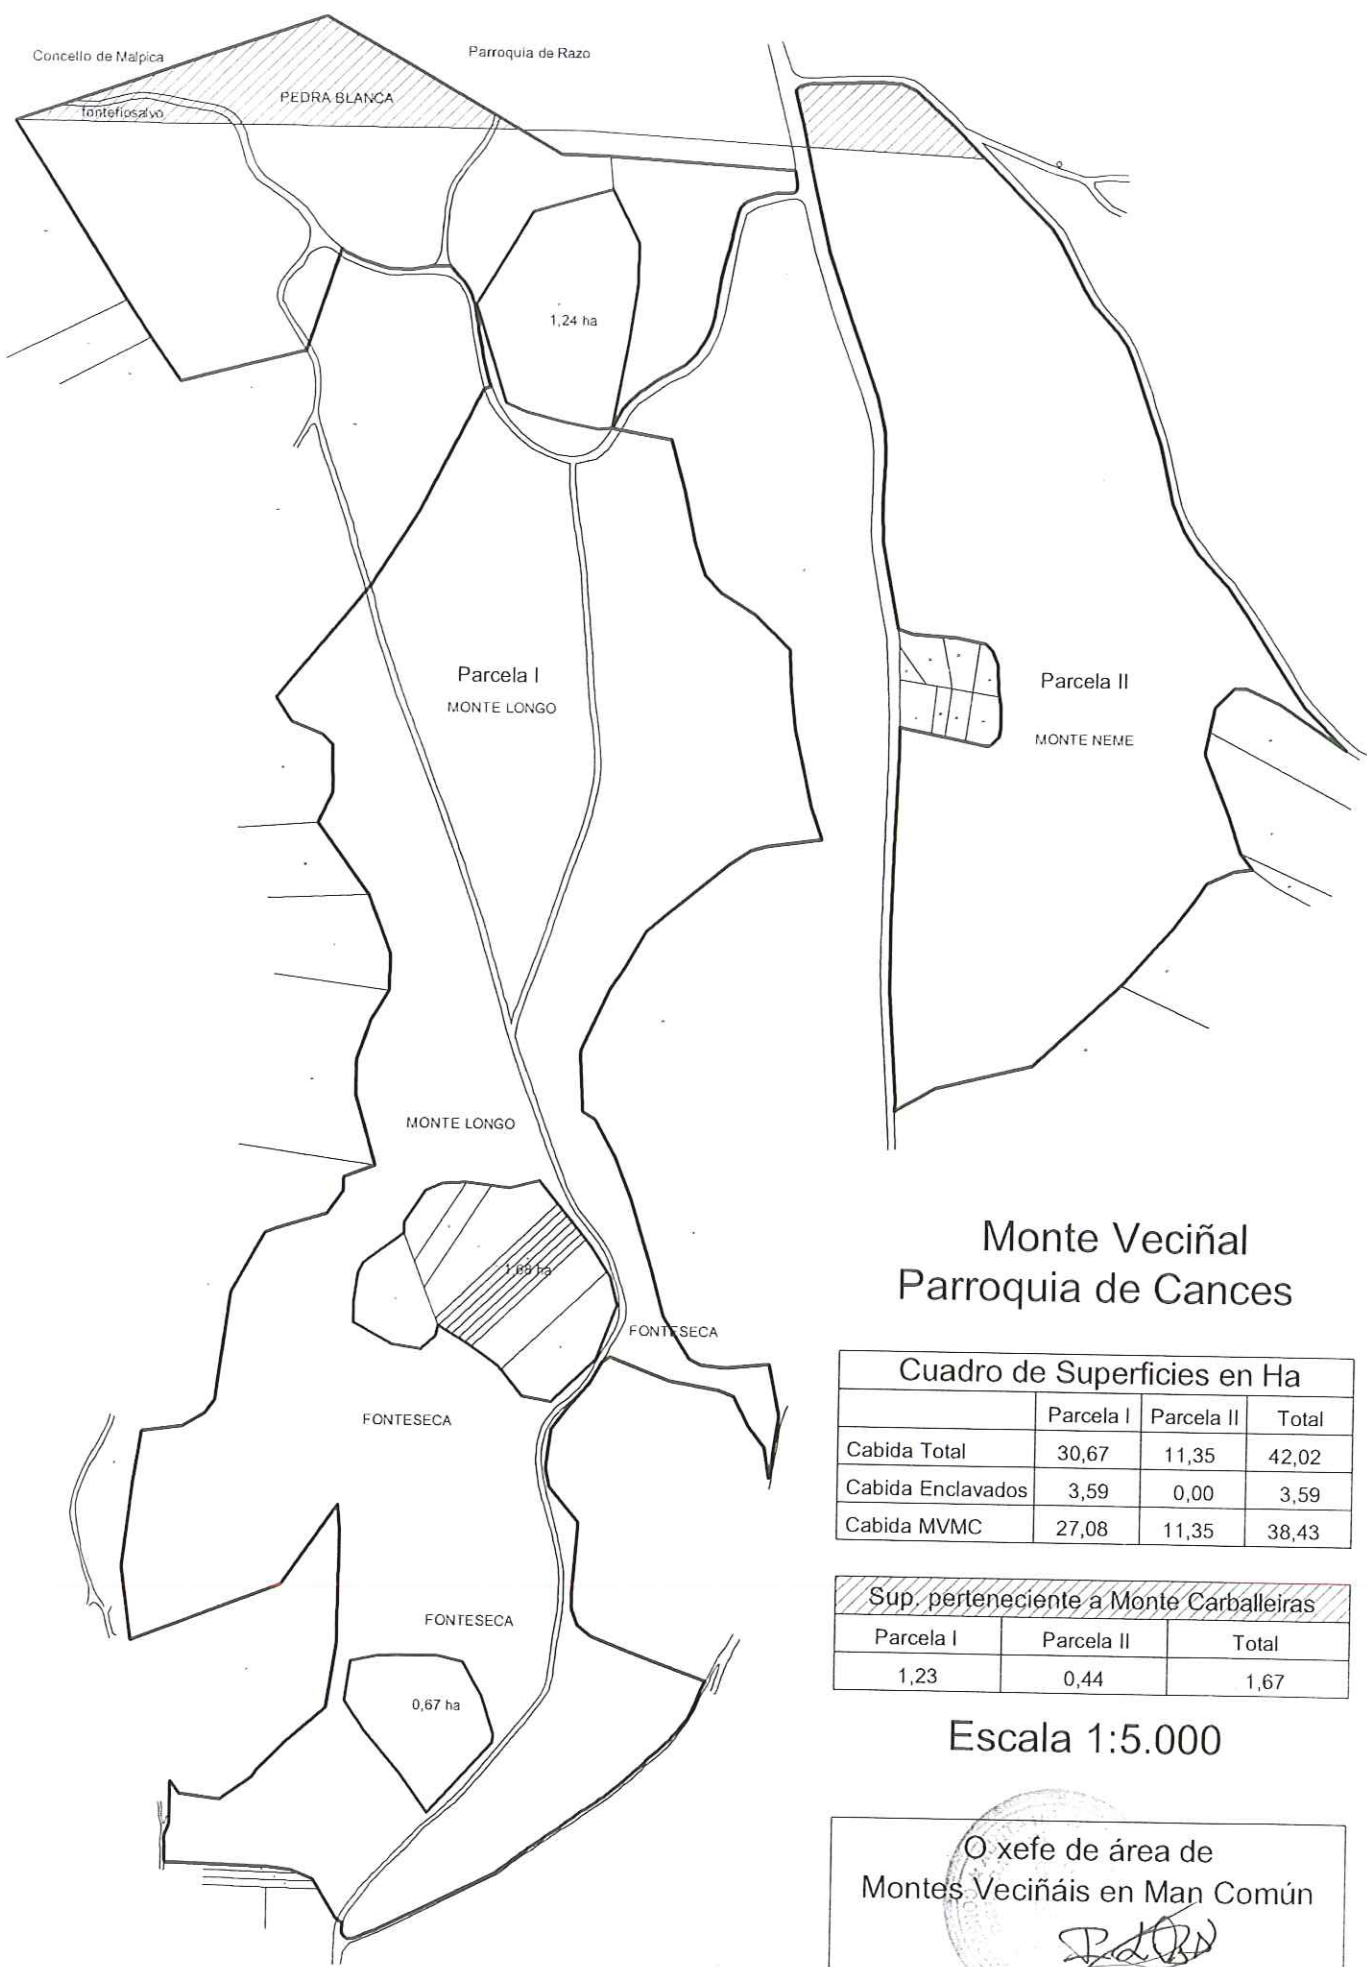 Concello de Malpica
Parroquia de Razo
PEDRA BLANCA
fontefiosalvo
1,24 ha
Parcela I
MONTE LONGO
Parcela II
MONTE NEME
MONTE LONGO
1,68 ha
FONTESECA
FONTESECA
FONTESECA
0,67 ha
Monte Veciñal
Parroquia de Cances
Cuadro de Superficies en Ha
Parcela I Parcela II Total
Cabida Total 30,67 11,35 42,02
Cabida Enclavados 3,59 0,00 3,59
Cabida MVMC 27,08 11,35 38,43
Sup. perteneciente a Monte Carballeiras
Parcela I Parcela II Total
1,23 0,44 1,67
Escala 1:5.000
O xefe de área de
Montes Veciñáis en Man Común